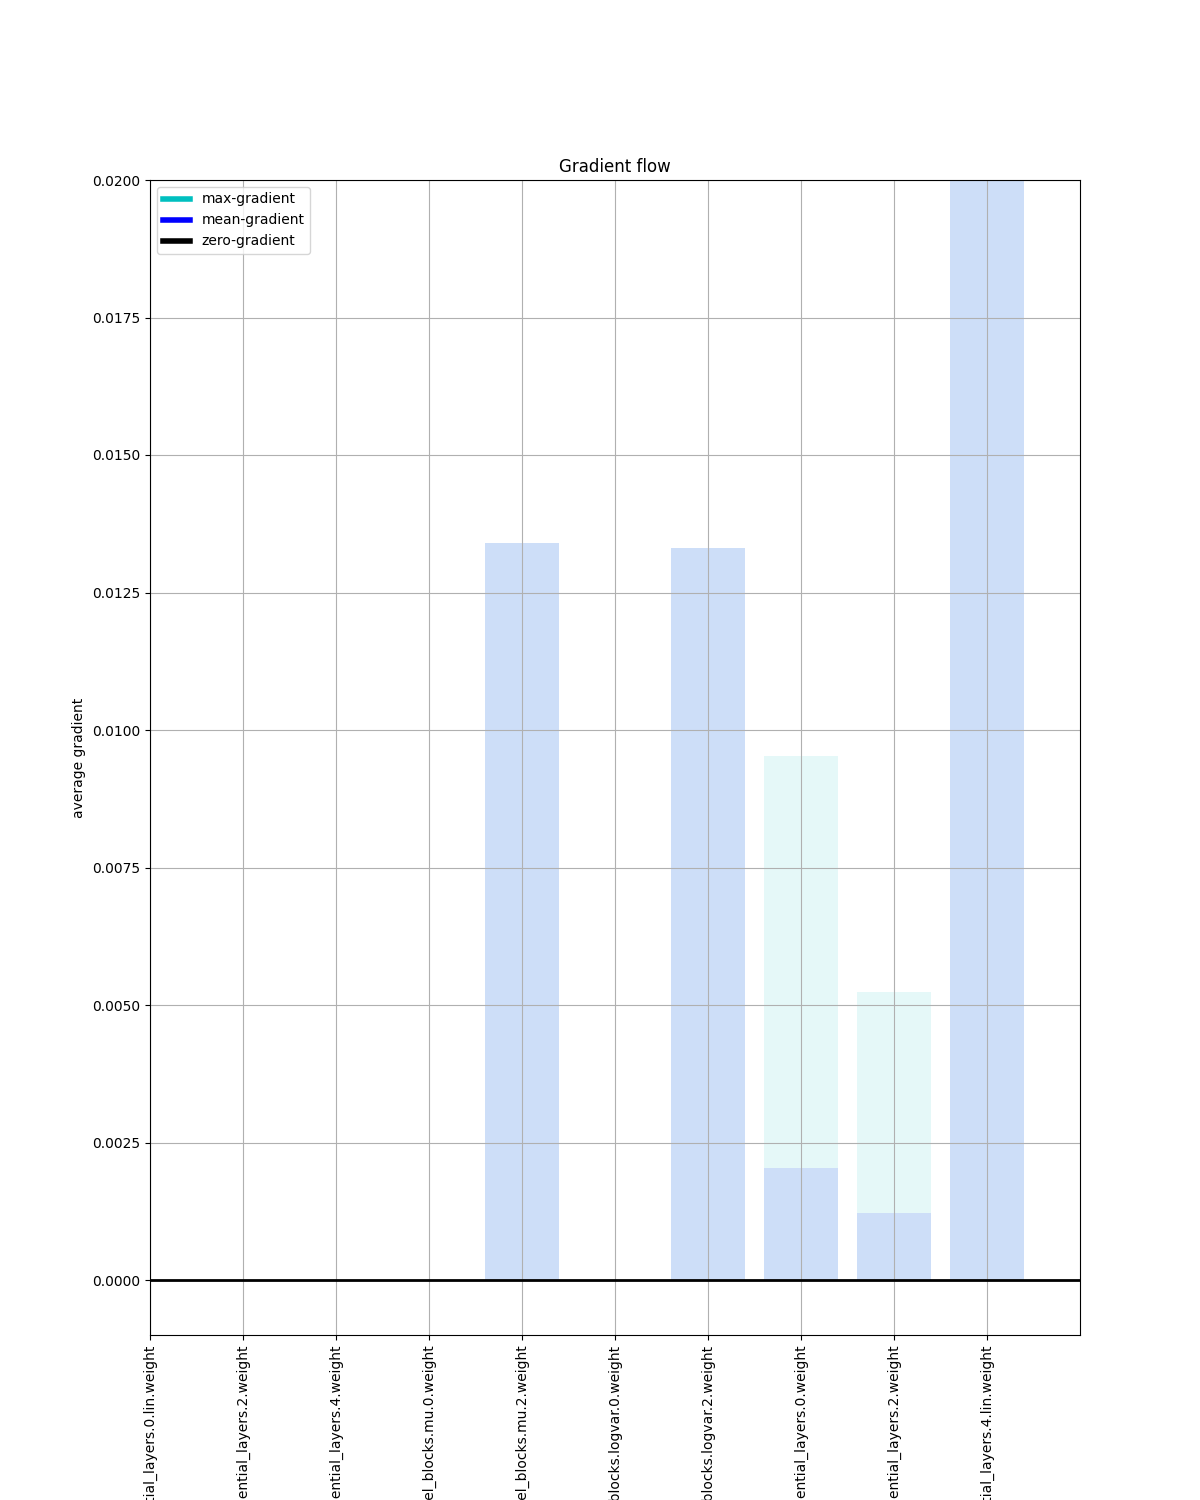 Gradient flow
max-gradient
mean-gradient
zero-gradient
0.0200
0.0175
0.0150
0.0125
0.0100
0.0075
0.0050
0.0025
0.0000
average gradient
tial_layers.0.lin.weight
ential_layers.2.weight
ential_layers.4.weight
el_blocks.mu.0.weight
el_blocks.mu.2.weight
blocks.logvar.0.weight
blocks.logvar.2.weight
ential_layers.0.weight
ential_layers.2.weight
tial_layers.4.lin.weight